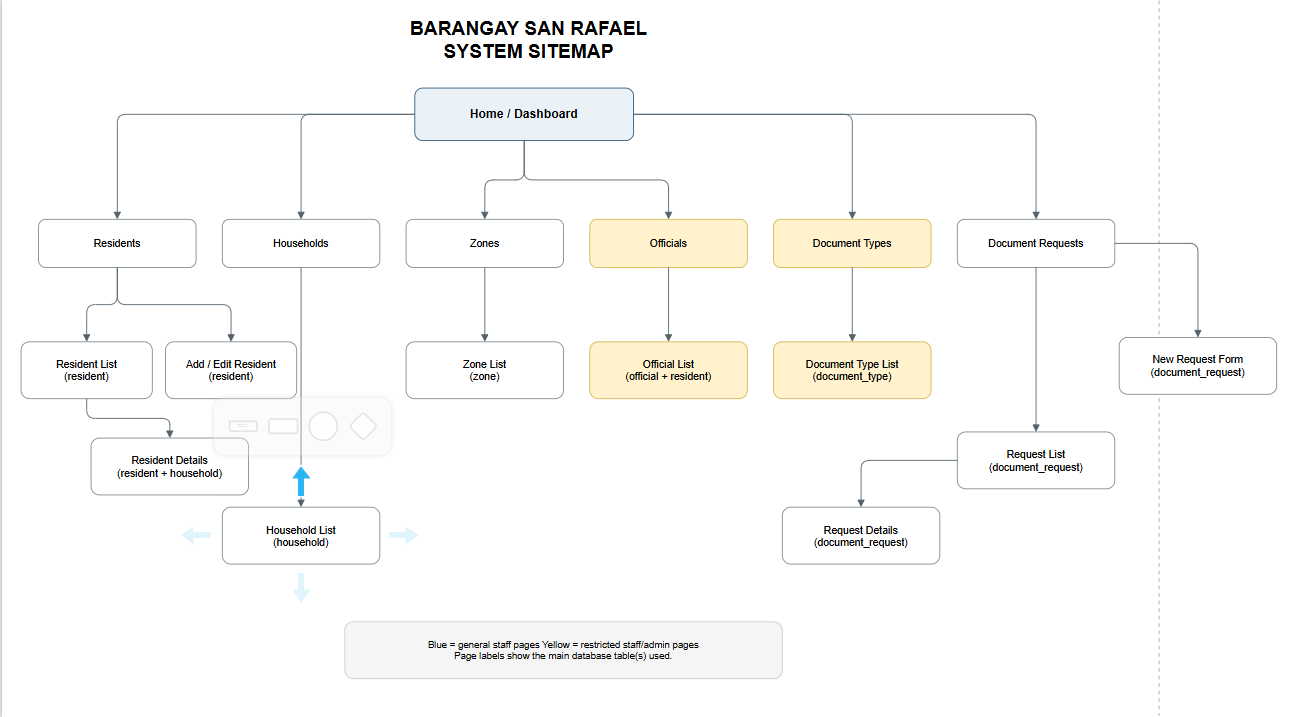 BARANGAY SAN RAFAEL
SYSTEM SITEMAP
Home / Dashboard
Residents
Households
Zones
Officials
Document Types
Document Requests
Resident List
(resident)
Add / Edit Resident
(resident)
Zone List
(zone)
Official List
(official + resident)
Document Type List
(document_type)
New Request Form
(document_request)
Resident Details
(resident + household)
Request List
(document_request)
Household List
(household)
Request Details
(document_request)
Blue = general staff pages Yellow = restricted staff/admin pages
Page labels show the main database table(s) used.